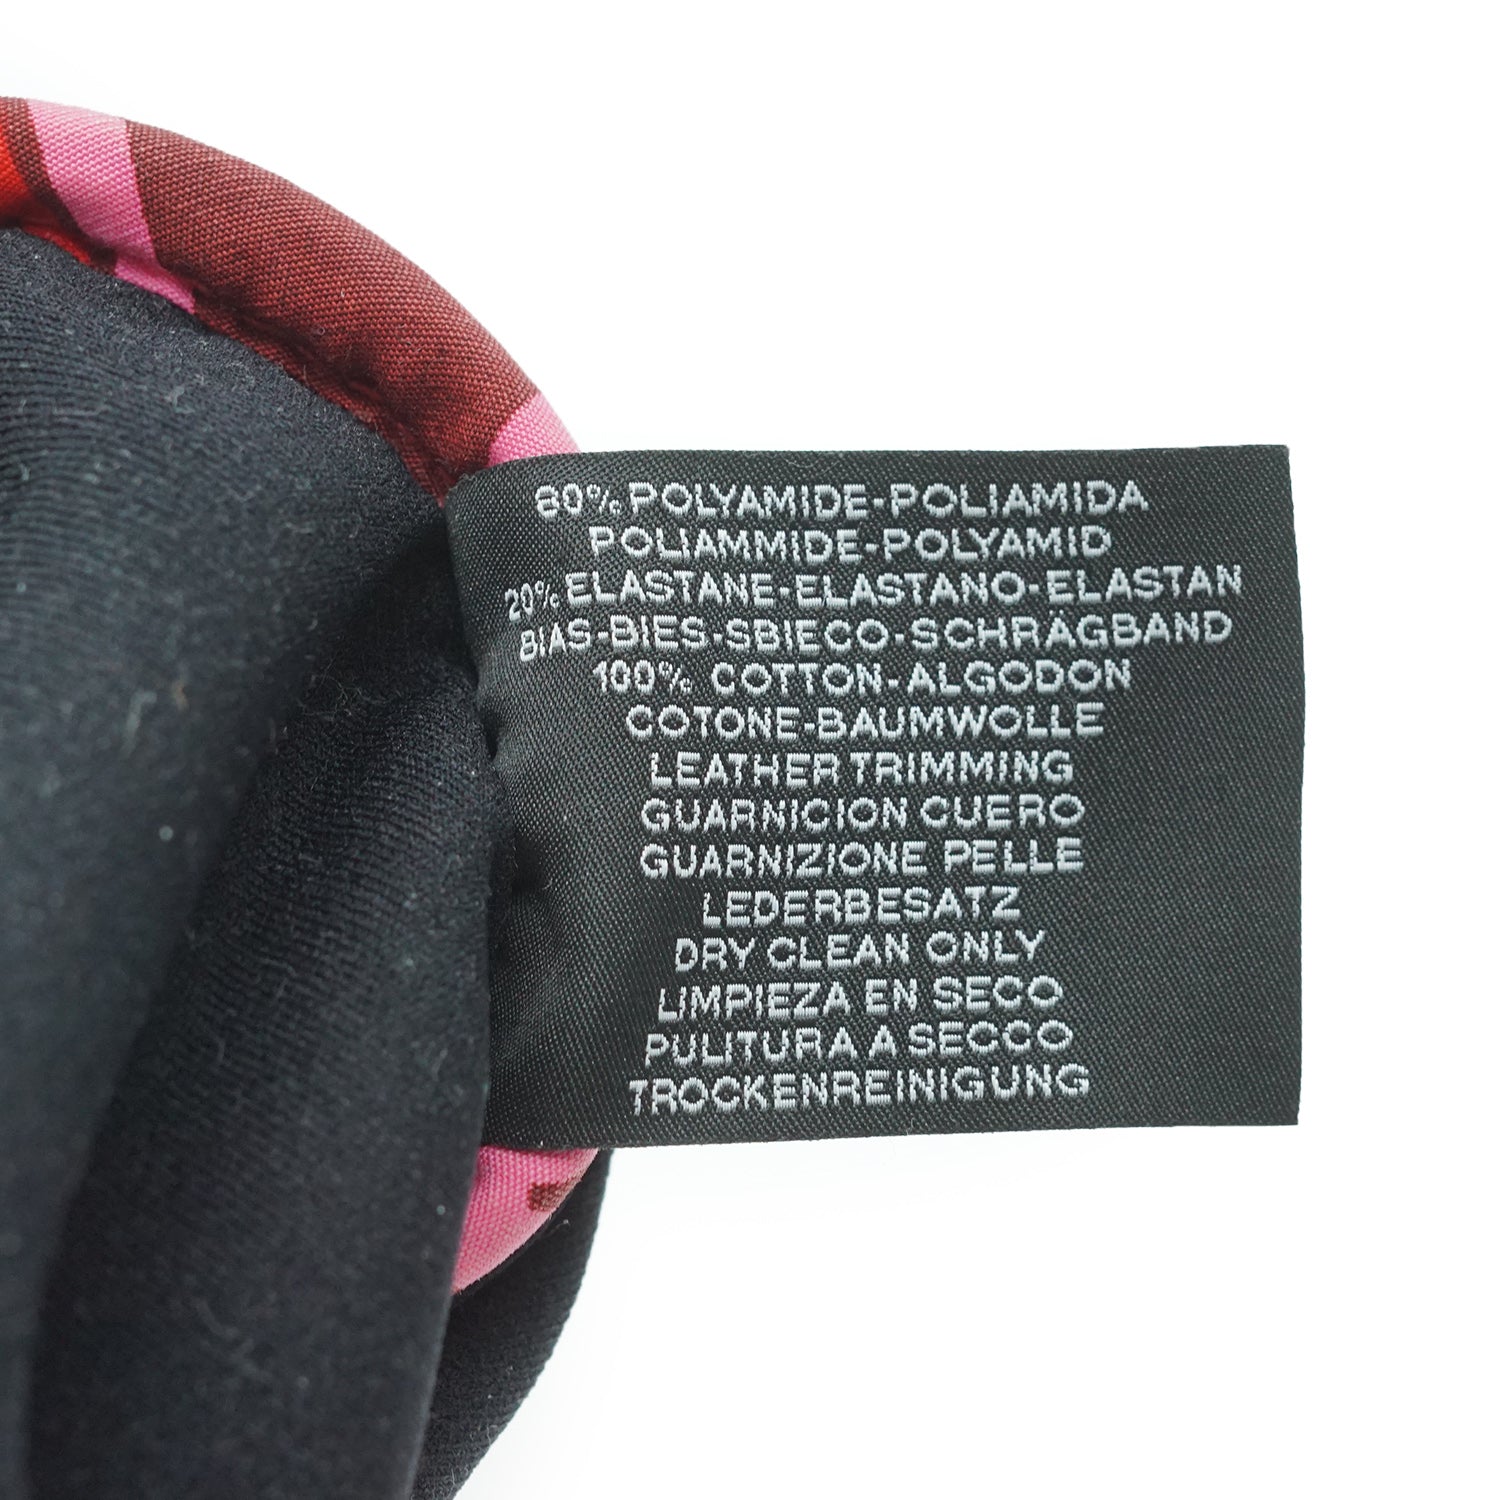 80% POLYAMIDE-POLIAMIDA
POLIAMMIDE-POLYAMID
20% ELASTANE-ELASTANO-ELASTAN
BIAS-BIES-SBIECO-SCHRÄGBAND
100% COTTON-ALGODON
COTONE-BAUMWOLLE
LEATHER TRIMMING
GUARNICION CUERO
GUARNIZIONE PELLE
LEDERBESATZ
DRY CLEAN ONLY
LIMPIEZA EN SECO
PULITURA A SECCO
TROCKENREINIGUNG